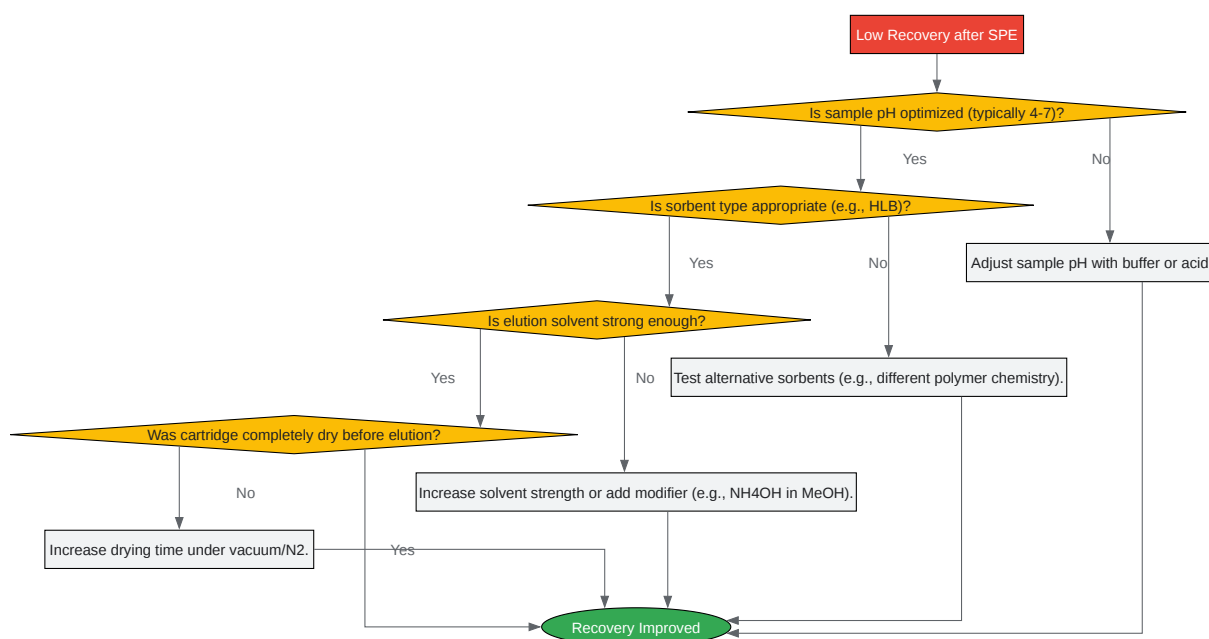 Low Recovery after SPE
Is sample pH optimized (typically 4-7)?
Yes
No
Is sorbent type appropriate (e.g., HLB)?
Yes
No
Adjust sample pH with buffer or acid
Is elution solvent strong enough?
Yes
No
Test alternative sorbents (e.g., different polymer chemistry).
Was cartridge completely dry before elution?
No
Increase solvent strength or add modifier (e.g., NH4OH in MeOH).
Increase drying time under vacuum/N2.
Yes
Recovery Improved